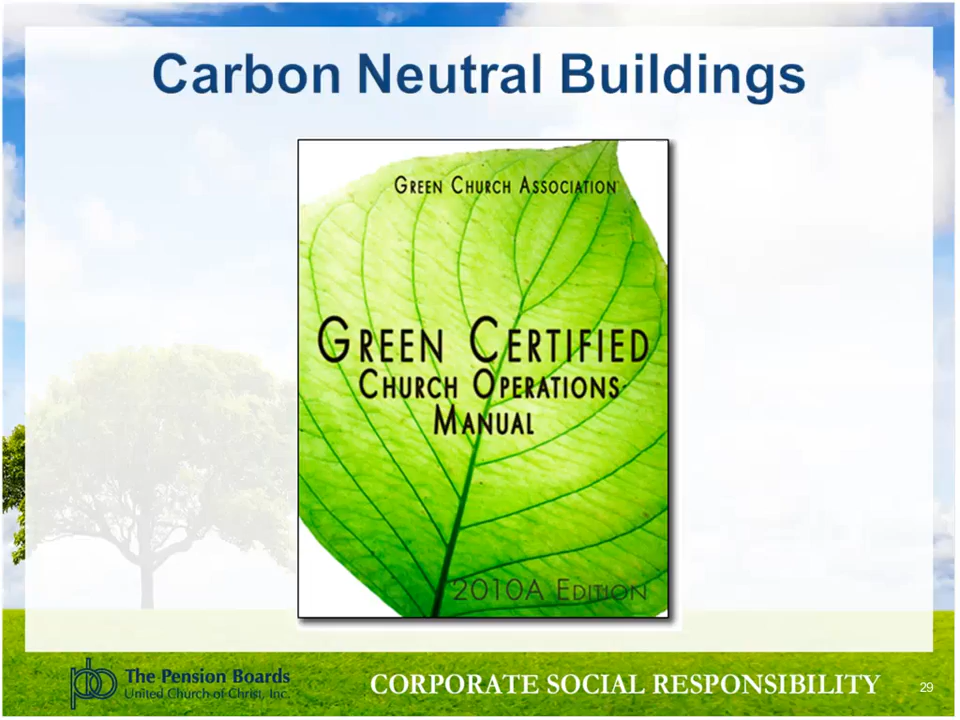 Carbon Neutral Buildings
GREEN CHURCH ASSOCIATION
GREEN CERTIFIED
CHURCH OPERATIONS
MANUAL
2010A EDITION
pb
The Pension Boards
United Church of Christ, Inc.
CORPORATE SOCIAL RESPONSIBILITY
29